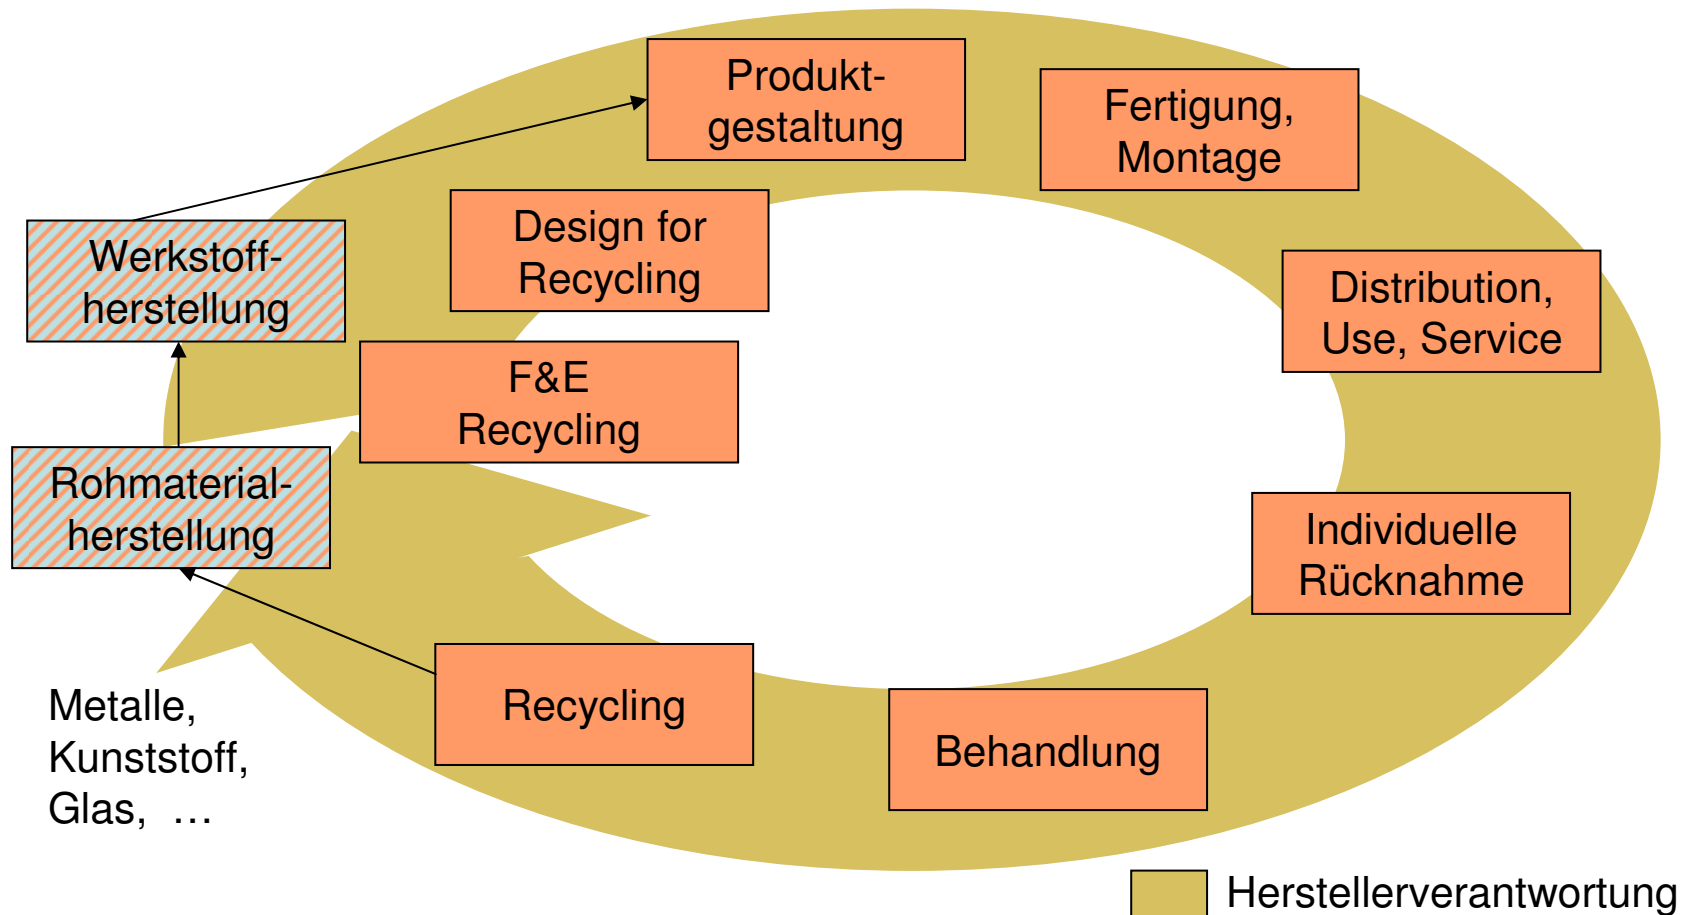 Produkt-
gestaltung
Fertigung,
Montage
Design for
Recycling
Werkstoff-
herstellung
Distribution,
Use, Service
F&E
Recycling
Rohmaterial-
herstellung
Individuelle
Rücknahme
Recycling
Behandlung
Metalle,
Kunststoff,
Glas, …
Herstellerverantwortung